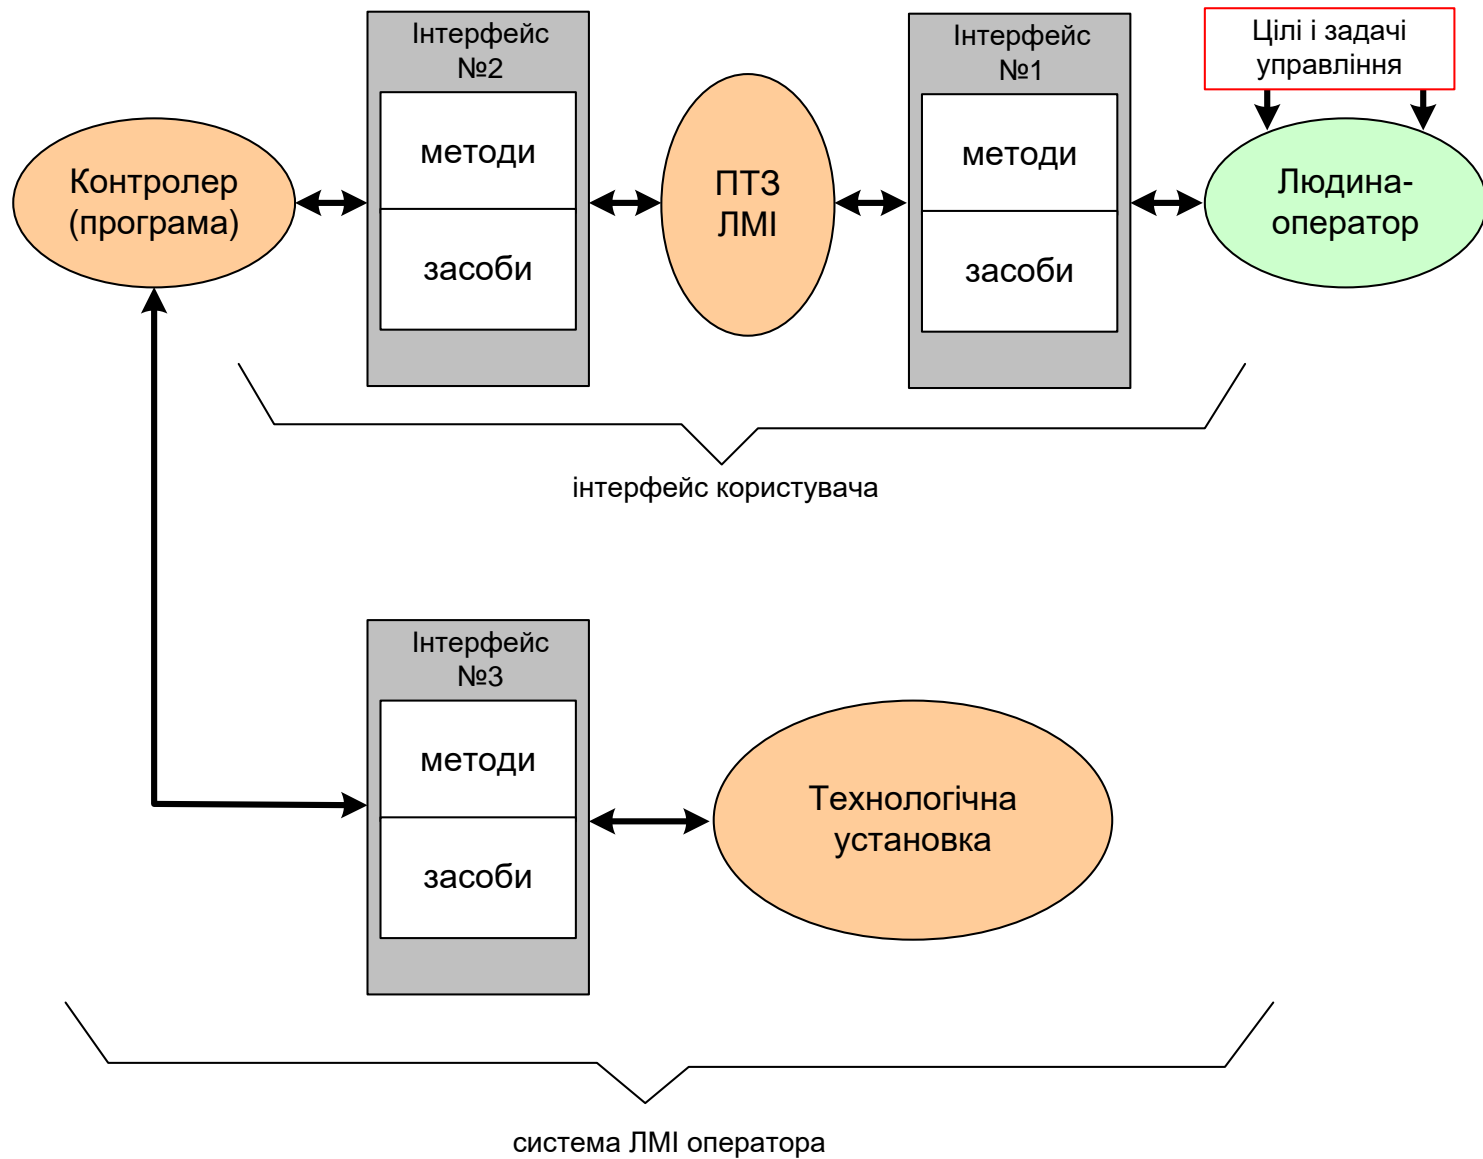 Інтерфейс
№2
методи
засоби
Інтерфейс
№1
методи
засоби
Цілі і задачі
управління
Контролер
(програма)
ПТЗ
ЛМІ
Людина-
оператор
інтерфейс користувача
Інтерфейс
№3
методи
засоби
Технологічна
установка
система ЛМІ оператора